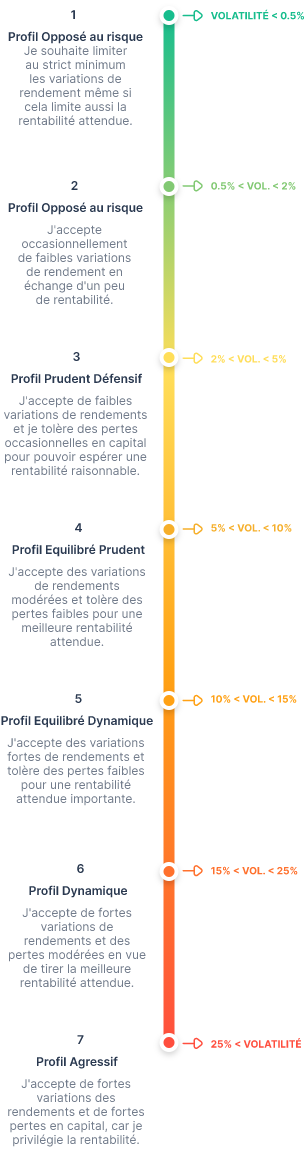 1
VOLATILITÉ < 0.5%
Profil Opposé au risque
Je souhaite limiter
au strict minimum
les variations de
rendement même si
cela limite aussi la
rentabilité attendue.
2
0.5% < VOL. < 2%
Profil Opposé au risque
J'accepte
occasionnellement
de faibles variations
de rendement en
échange d'un peu
de rentabilité.
3
2% < VOL. < 5%
Profil Prudent Défensif
J'accepte de faibles
variations de rendements
et je tolère des pertes
occasionnelles en capital
pour pouvoir espérer une
rentabilité raisonnable.
4
5% < VOL. < 10%
Profil Equilibré Prudent
J'accepte des variations
de rendements
modérées et tolère des
pertes faibles pour une
meilleure rentabilité
attendue.
5
10% < VOL. < 15%
Profil Equilibré Dynamique
J'accepte des variations
fortes de rendements et
tolère des pertes faibles
pour une rentabilité
attendue importante.
6
15% < VOL. < 25%
Profil Dynamique
J'accepte de fortes
variations de
rendements et des
pertes modérées en vue
de tirer la meilleure
rentabilité attendue.
7
25% < VOLATILITÉ
Profil Agressif
J'accepte de fortes
variations des
rendements et de fortes
pertes en capital, car je
privilégie la rentabilité.